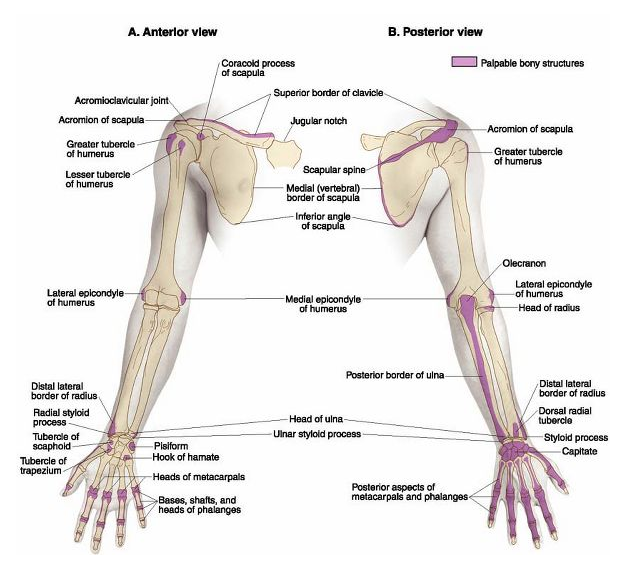 A. Anterior view
B. Posterior view
Palpable bony structures
Coracoid process
of scapula
Superior border of clavicle
Acromioclavicular joint
Acromion of scapula
Jugular notch
Greater tubercle
of humerus
Lesser tubercle
of humerus
Acromion of scapula
Greater tubercle
of humerus
Scapular spine
Medial (vertebral)
border of scapula
Inferior angle
of scapula
Olecranon
Lateral epicondyle
of humerus
Medial epicondyle
of humerus
Lateral epicondyle
of humerus
Head of radius
Posterior border of ulna
Distal lateral
border of radius
Radial styloid
process
Tubercle of
scaphoid
Tubercle of
trapezium
Head of ulna
Ulnar styloid process
Pisiform
Hook of hamate
Heads of metacarpals
Bases, shafts, and
heads of phalanges
Distal lateral
border of radius
Dorsal radial
tubercle
Styloid process
Capitate
Posterior aspects of
metacarpals and phalanges